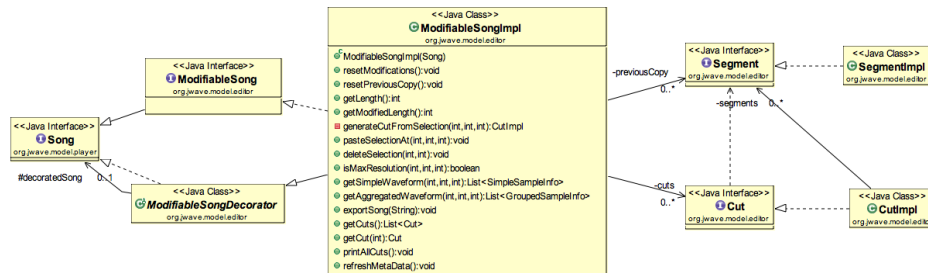 <<Java Class>>
ModifiableSongImpl
org.jwave.model.editor
ModifiableSongImpl(Song)
resetModifications():void
resetPreviousCopy():void
getLength():int
getModifiedLength():int
generateCutFromSelection(int,int,int):CutImpl
pasteSelectionAt(int,int,int):void
deleteSelection(int,int):void
isMaxResolution(int,int,int):boolean
getSimpleWaveform(int,int,int):List<SimpleSampleInfo>
getAggregatedWaveform(int,int,int):List<GroupedSampleInfo>
exportSong(String):void
getCuts():List<Cut>
getCut(int):Cut
printAllCuts():void
refreshMetaData():void
<<Java Interface>>
ModifiableSong
org.jwave.model.editor
<<Java Interface>>
Song
org.jwave.model.player
#decoratedSong
0..1
<<Java Class>>
ModifiableSongDecorator
org.jwave.model.editor
-previousCopy
0..*
<<Java Interface>>
Segment
org.jwave.model.editor
<<Java Class>>
SegmentImpl
org.jwave.model.editor
-segments
0..*
-cuts
0..*
<<Java Interface>>
Cut
org.jwave.model.editor
<<Java Class>>
CutImpl
org.jwave.model.editor